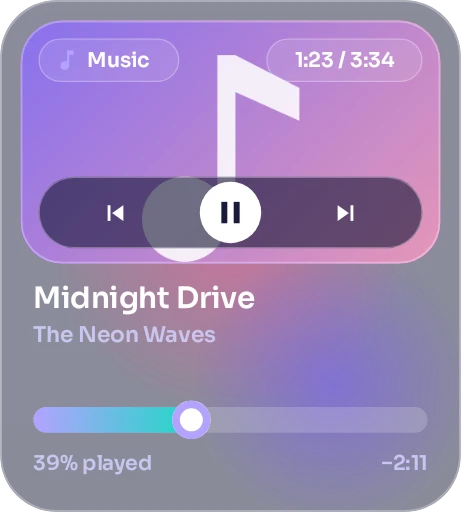 Music
1:23 / 3:34
Midnight Drive
The Neon Waves
39% played
−2:11